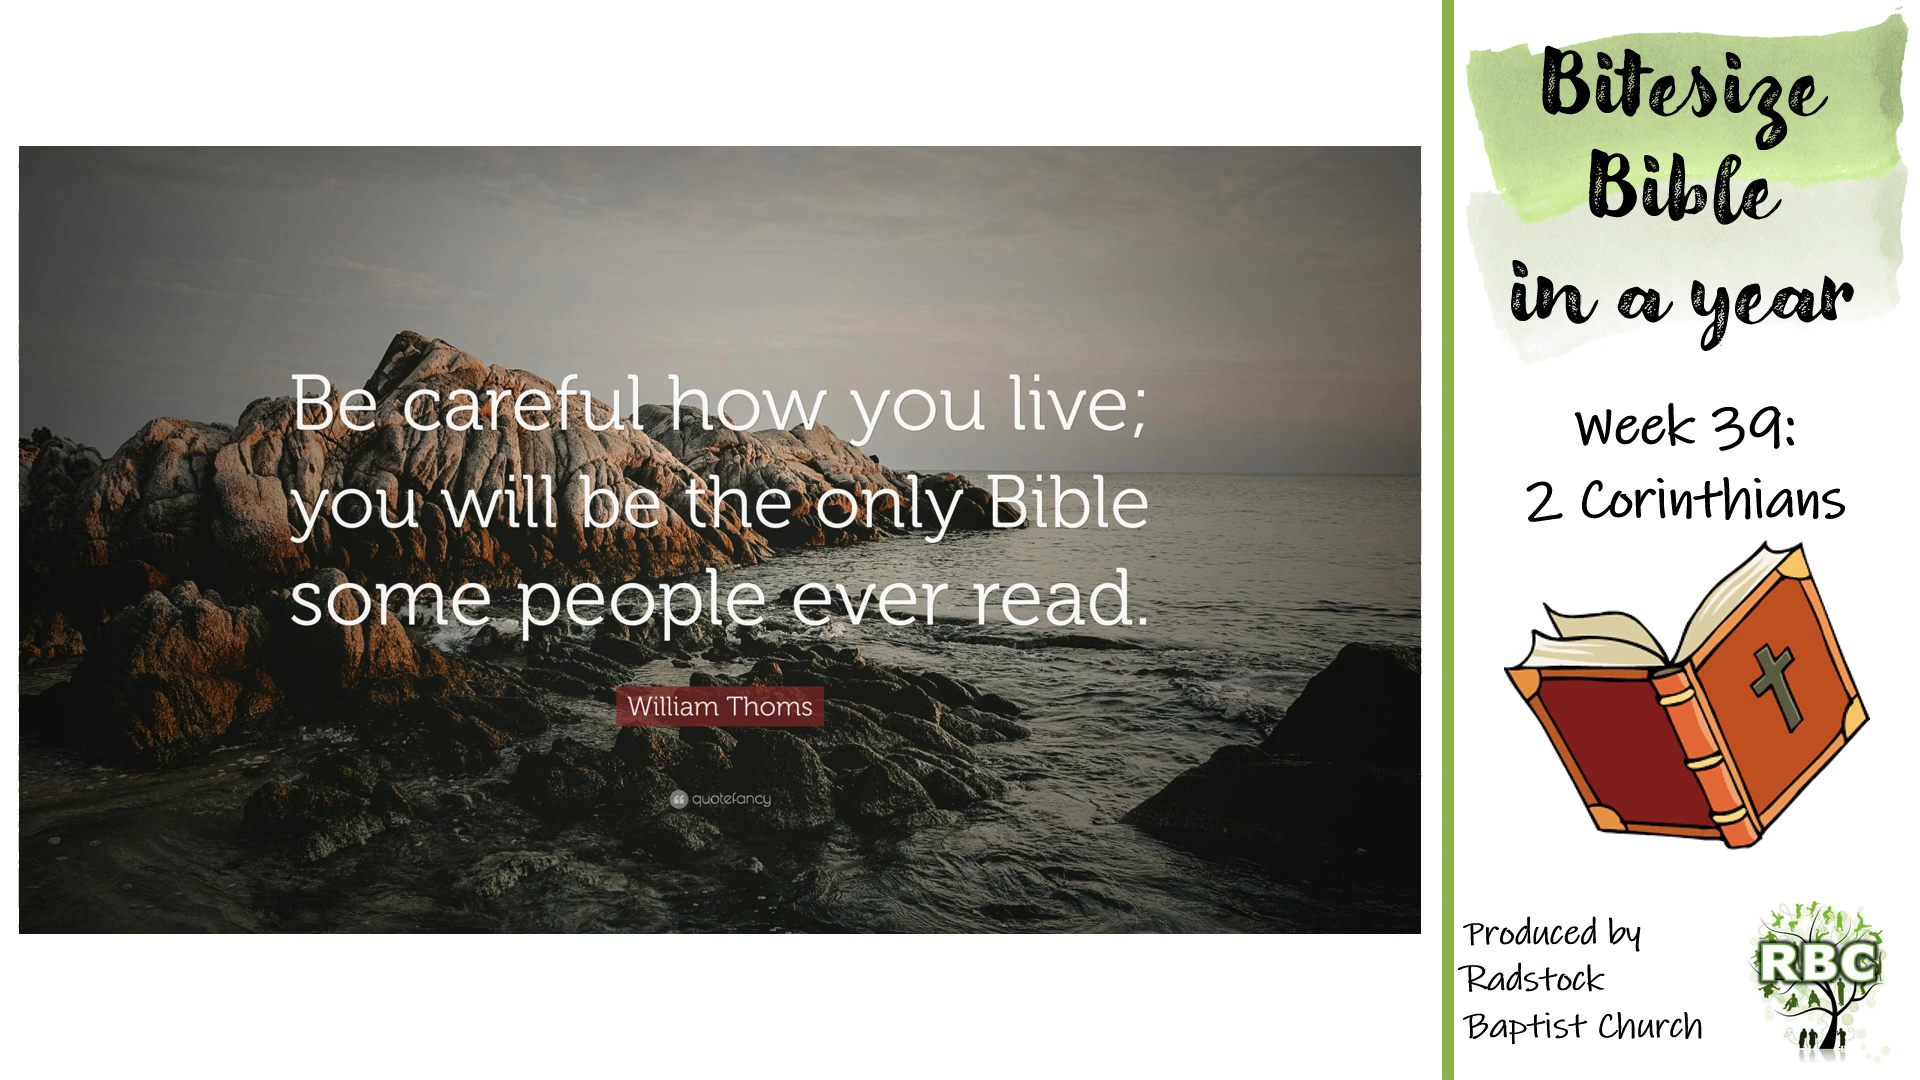 Be careful how you live;
you will be the only Bible
some people ever read.
William Thoms
quotefancy
Bitesize
Bible
in a year
Week 39:
2 Corinthians
Produced by
Radstock
Baptist Church
RBC